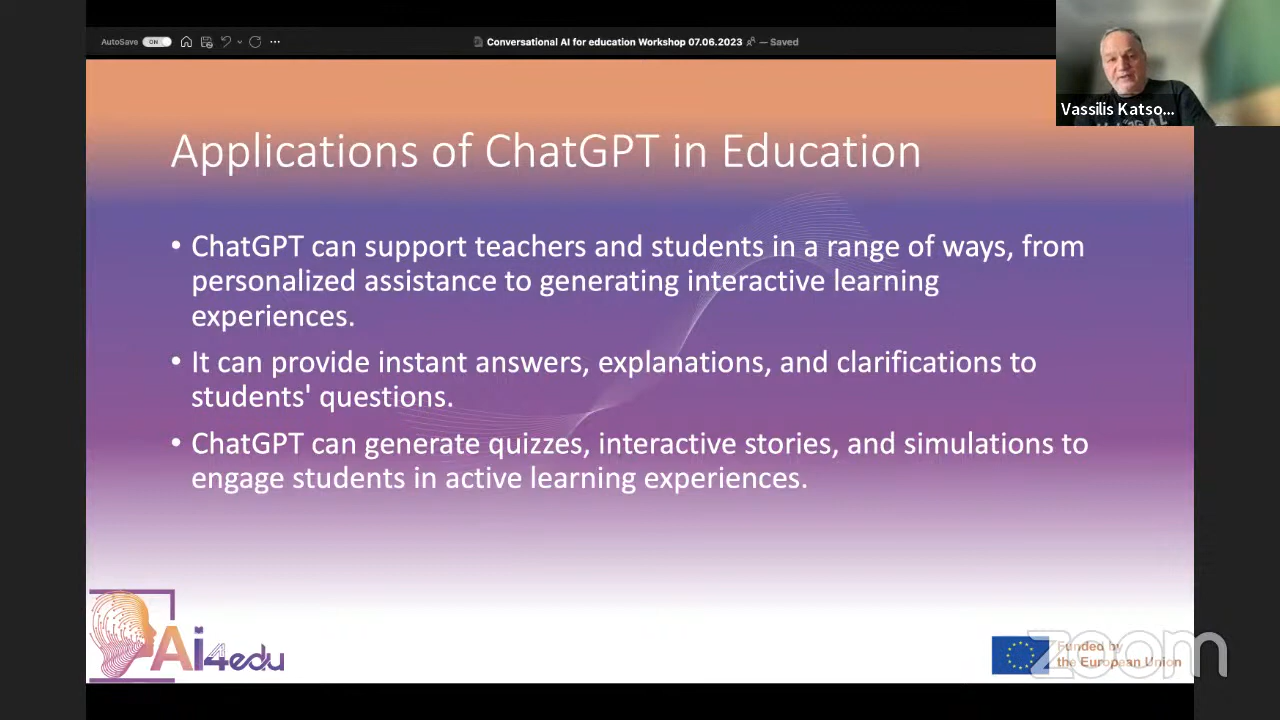 AutoSave ON
Conversational AI for education Workshop 07.06.2023 — Saved
Vassilis Katso...
Applications of ChatGPT in Education
• ChatGPT can support teachers and students in a range of ways, from
personalized assistance to generating interactive learning
experiences.
• It can provide instant answers, explanations, and clarifications to
students' questions.
• ChatGPT can generate quizzes, interactive stories, and simulations to
engage students in active learning experiences.
Ai4edu
Funded by
the European Union
zoom